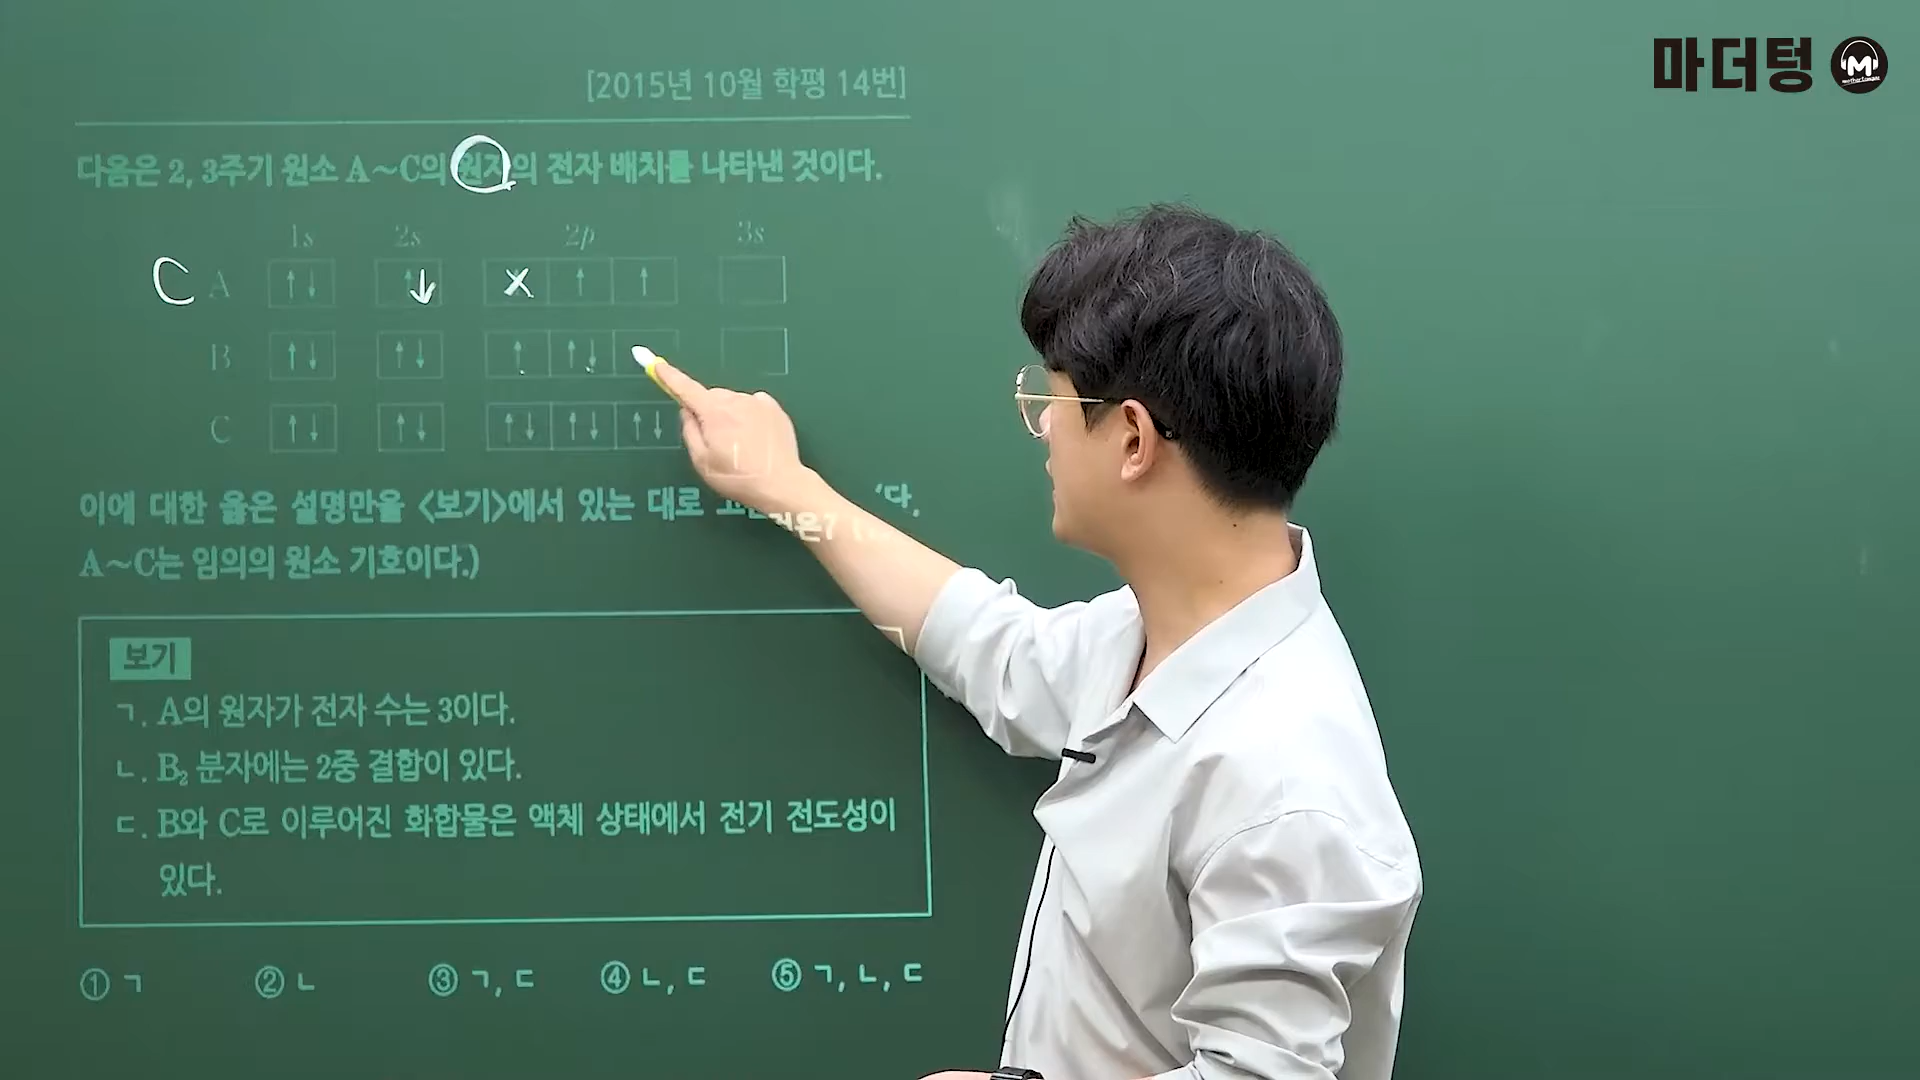 마더텅 M
[2015년 10월 학평 14번]
다음은 2, 3주기 원소 A~C의 원자의 전자 배치를 나타낸 것이다.
1s 2s 2p 3s
C A ↑↓ ↓ X ↑ ↑
B ↑↓ ↑↓ ↑ ↑↓
C ↑↓ ↑↓ ↑↓ ↑↓ ↑↓
이에 대한 옳은 설명만을 <보기>에서 있는 대로 것은? 다,
A~C는 임의의 원소 기호이다.)
보기
ㄱ. A의 원자가 전자 수는 3이다.
ㄴ. B₂ 분자에는 2중 결합이 있다.
ㄷ. B와 C로 이루어진 화합물은 액체 상태에서 전기 전도성이
있다.
① ㄱ ② ㄴ ③ ㄱ, ㄷ ④ ㄴ, ㄷ ⑤ ㄱ, ㄴ, ㄷ